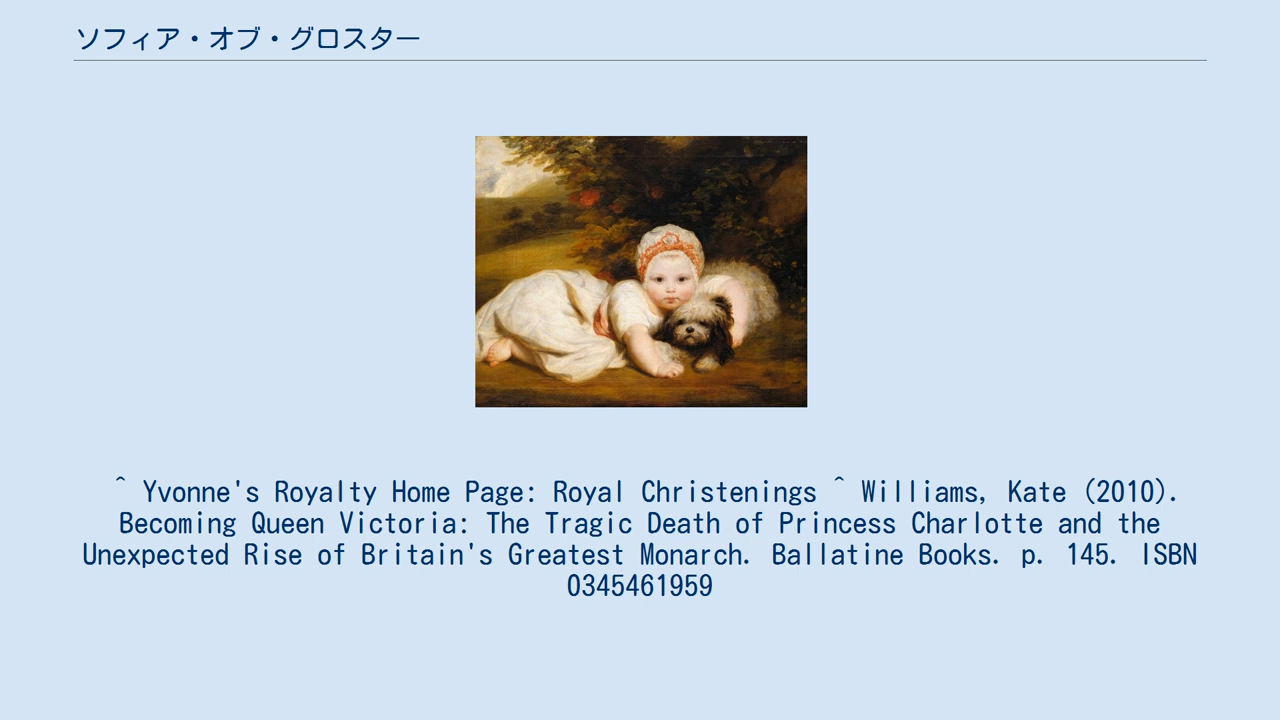 ソフィア・オブ・グロスター
^ Yvonne's Royalty Home Page: Royal Christenings ^ Williams, Kate (2010).
Becoming Queen Victoria: The Tragic Death of Princess Charlotte and the
Unexpected Rise of Britain's Greatest Monarch. Ballatine Books. p. 145. ISBN
0345461959